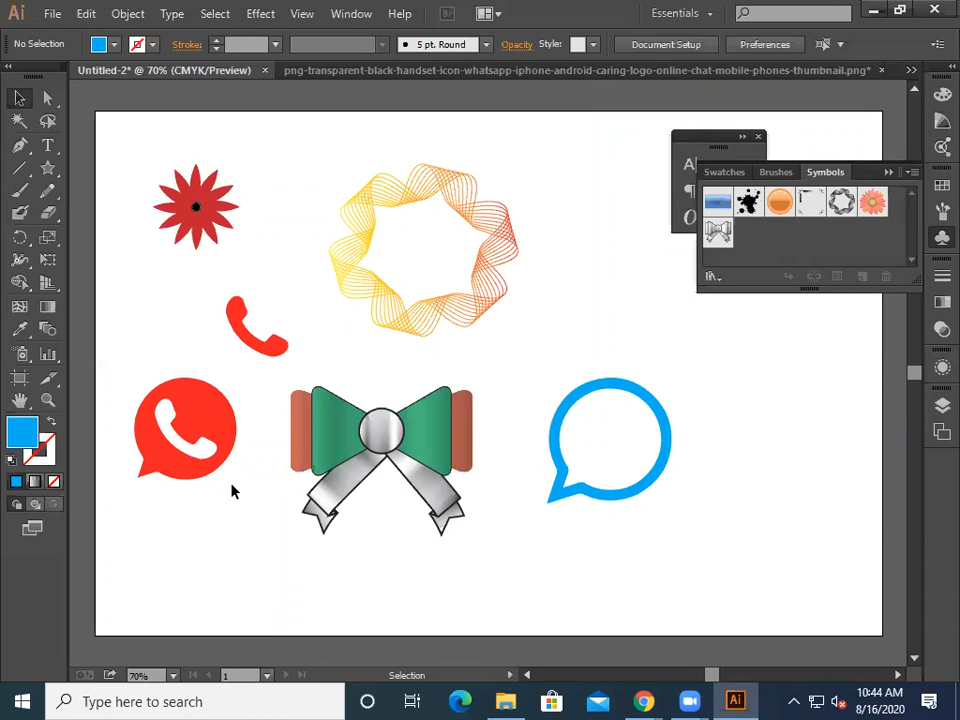 Ai File Edit Object Type Select Effect View Window Help Br Essentials
No Selection Stroke: 5 pt. Round Opacity Style: Document Setup Preferences
Untitled-2* @ 70% (CMYK/Preview) × png-transparent-black-handset-icon-whatsapp-iphone-android-caring-logo-online-chat-mobile-phones-thumbnail.png* ×
Swatches Brushes Symbols
70% 1 Selection
Type here to search
Ai
10:44 AM
8/16/2020